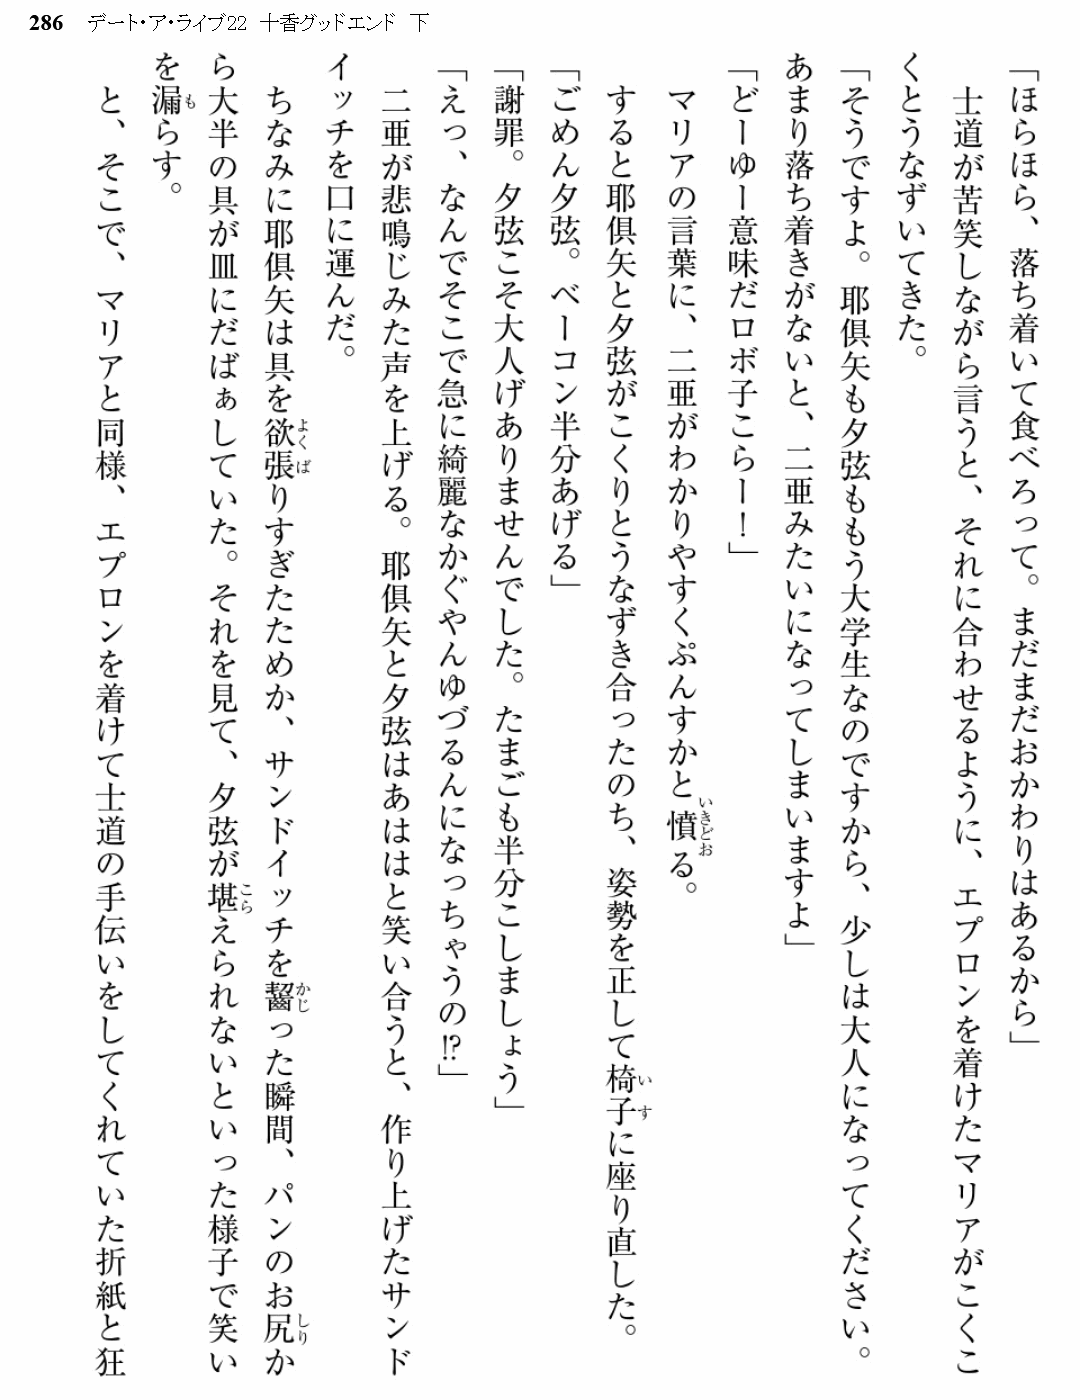 286 デート・ア・ライブ22 十香グッドエンド 下
「ほらほら、落ち着いて食べろって。まだまだおかわりはあるから」
士道が苦笑しながら言うと、それに合わせるように、エプロンを着けたマリアがこくこ
くとうなずいてきた。
「そうですよ。耶倶矢も夕弦ももう大学生なのですから、少しは大人になってください。
あまり落ち着きがないと、二亜みたいになってしまいますよ」
「どーゆー意味だロボ子こらー！」
マリアの言葉に、二亜がわかりやすくぷんすかと憤る。
すると耶倶矢と夕弦がこくりとうなずき合ったのち、姿勢を正して椅子に座り直した。
「ごめん夕弦。ベーコン半分あげる」
「謝罪。夕弦こそ大人げありませんでした。たまごも半分こしましょう」
「えっ、なんでそこで急に綺麗なかぐやんゆづるんになっちゃうの!?」
二亜が悲鳴じみた声を上げる。耶倶矢と夕弦はあははと笑い合うと、作り上げたサンド
イッチを口に運んだ。
ちなみに耶倶矢は具を欲張りすぎたためか、サンドイッチを齧った瞬間、パンのお尻か
ら大半の具が皿にだばぁしていた。それを見て、夕弦が堪えられないといった様子で笑い
を漏らす。
と、そこで、マリアと同様、エプロンを着けて士道の手伝いをしてくれていた折紙と狂